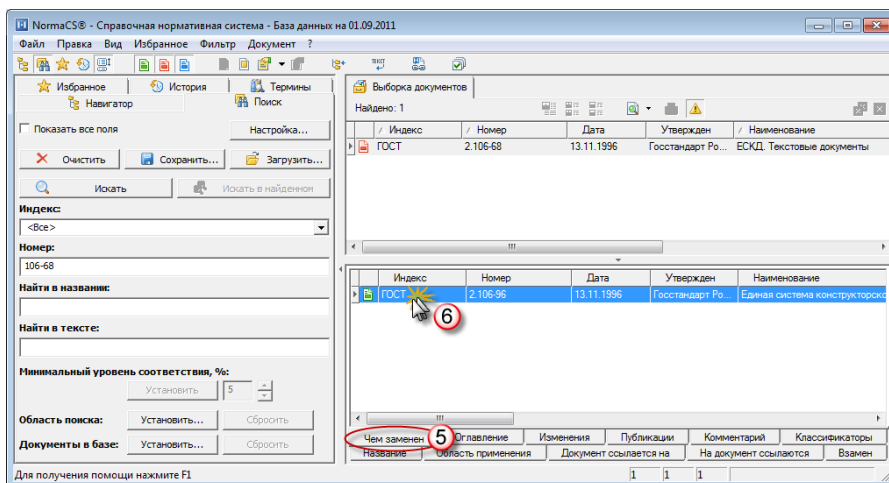 NormaCS® - Справочная нормативная система - База данных на 01.09.2011
Файл Правка Вид Избранное Фильтр Документ ?
Избранное История Термины
Навигатор Поиск
Показать все поля Настройка...
Очистить Сохранить... Загрузить...
Искать Искать в найденном
Индекс:
<Все>
Номер:
106-68
Найти в названии:
Найти в тексте:
Минимальный уровень соответствия, %:
Установить 5
Область поиска: Установить... Сбросить
Документы в базе: Установить... Сбросить
Выборка документов
Найдено: 1
Индекс Номер Дата Утвержден Наименование
ГОСТ 2.106-68 13.11.1996 Госстандарт Ро... ЕСКД. Текстовые документы
Индекс Номер Дата Утвержден Наименование
ГОСТ 2.106-96 13.11.1996 Госстандарт Ро... Единая система конструкторско
6
Чем заменен 5 Оглавление Изменения Публикации Комментарий Классификаторы
Название Область применения Документ ссылается на На документ ссылаются Взамен
Для получения помощи нажмите F1 1 1 1